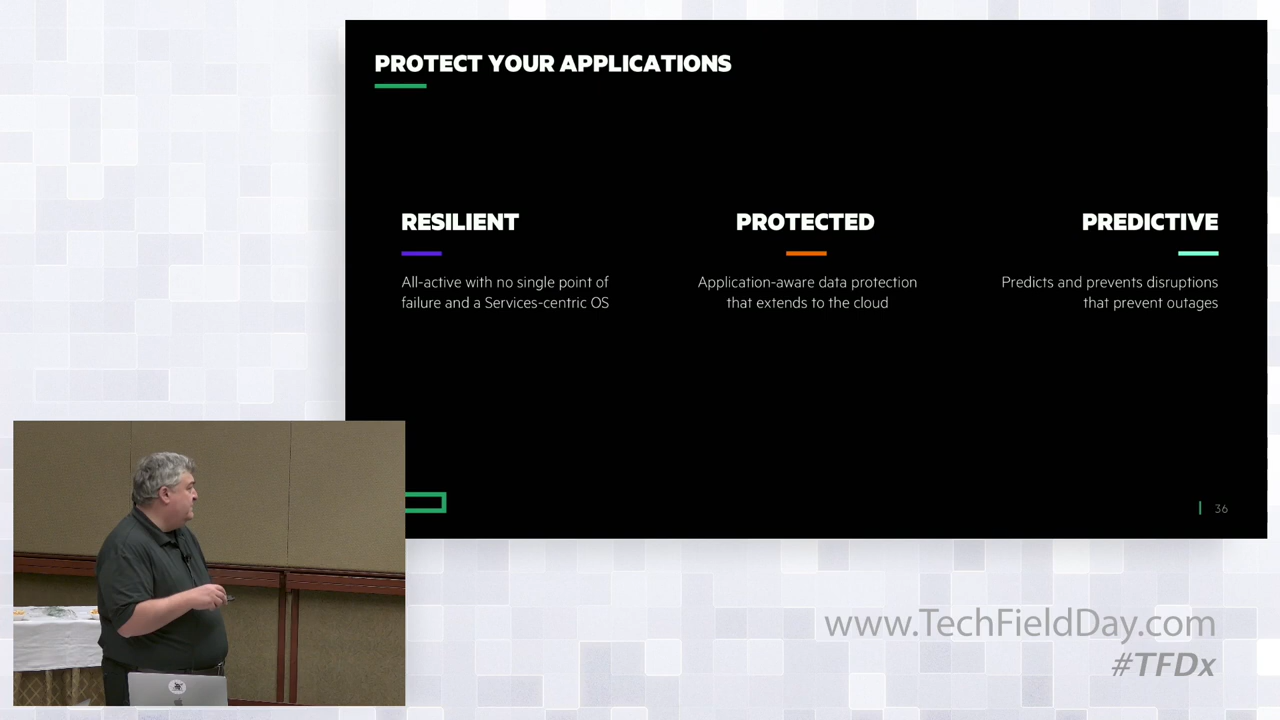 PROTECT YOUR APPLICATIONS
RESILIENT
All-active with no single point of
failure and a Services-centric OS
PROTECTED
Application-aware data protection
that extends to the cloud
PREDICTIVE
Predicts and prevents disruptions
that prevent outages
36
www.TechFieldDay.com
#TFDx